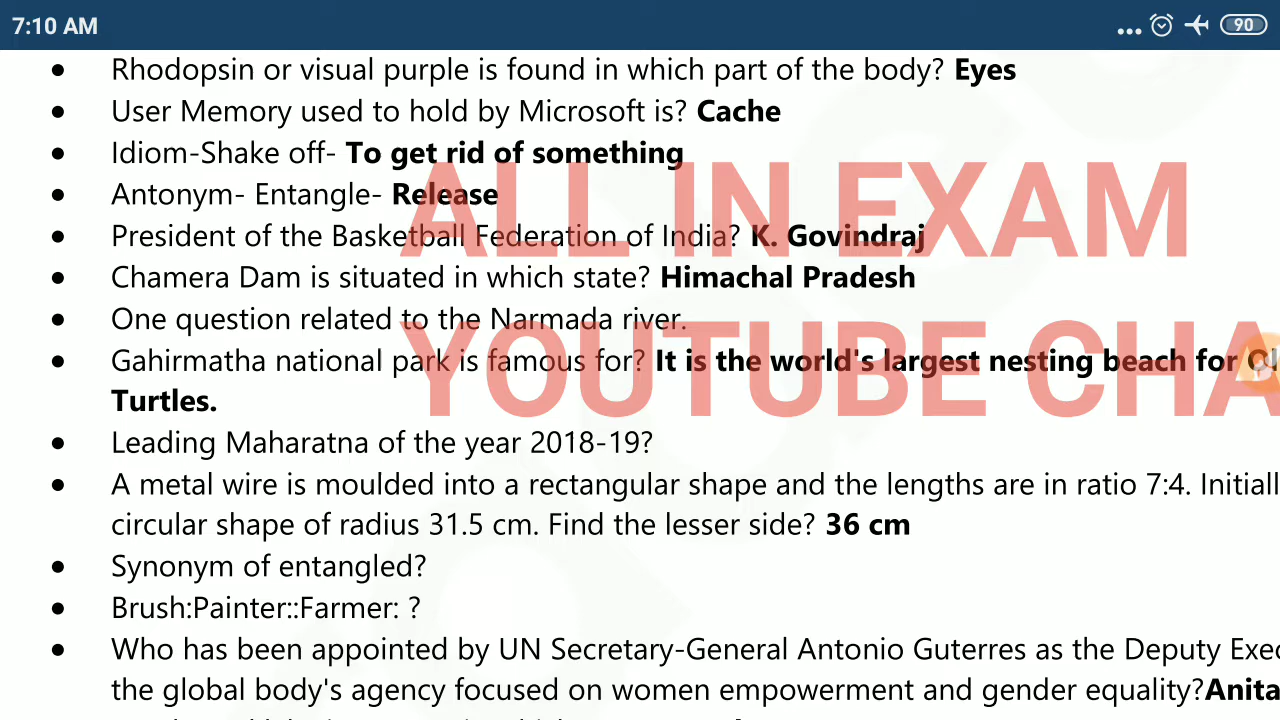 7:10 AM
90
• Rhodopsin or visual purple is found in which part of the body? Eyes
• User Memory used to hold by Microsoft is? Cache
• Idiom-Shake off- To get rid of something
• Antonym- Entangle- Release
• President of the Basketball Federation of India? K. Govindraj
• Chamera Dam is situated in which state? Himachal Pradesh
• One question related to the Narmada river.
• Gahirmatha national park is famous for? It is the world's largest nesting beach for
Turtles.
• Leading Maharatna of the year 2018-19?
• A metal wire is moulded into a rectangular shape and the lengths are in ratio 7:4. Initiall
circular shape of radius 31.5 cm. Find the lesser side? 36 cm
• Synonym of entangled?
• Brush:Painter::Farmer: ?
• Who has been appointed by UN Secretary-General Antonio Guterres as the Deputy Exec
the global body's agency focused on women empowerment and gender equality?Anita
ALL IN EXAM
YOUTUBE CHA